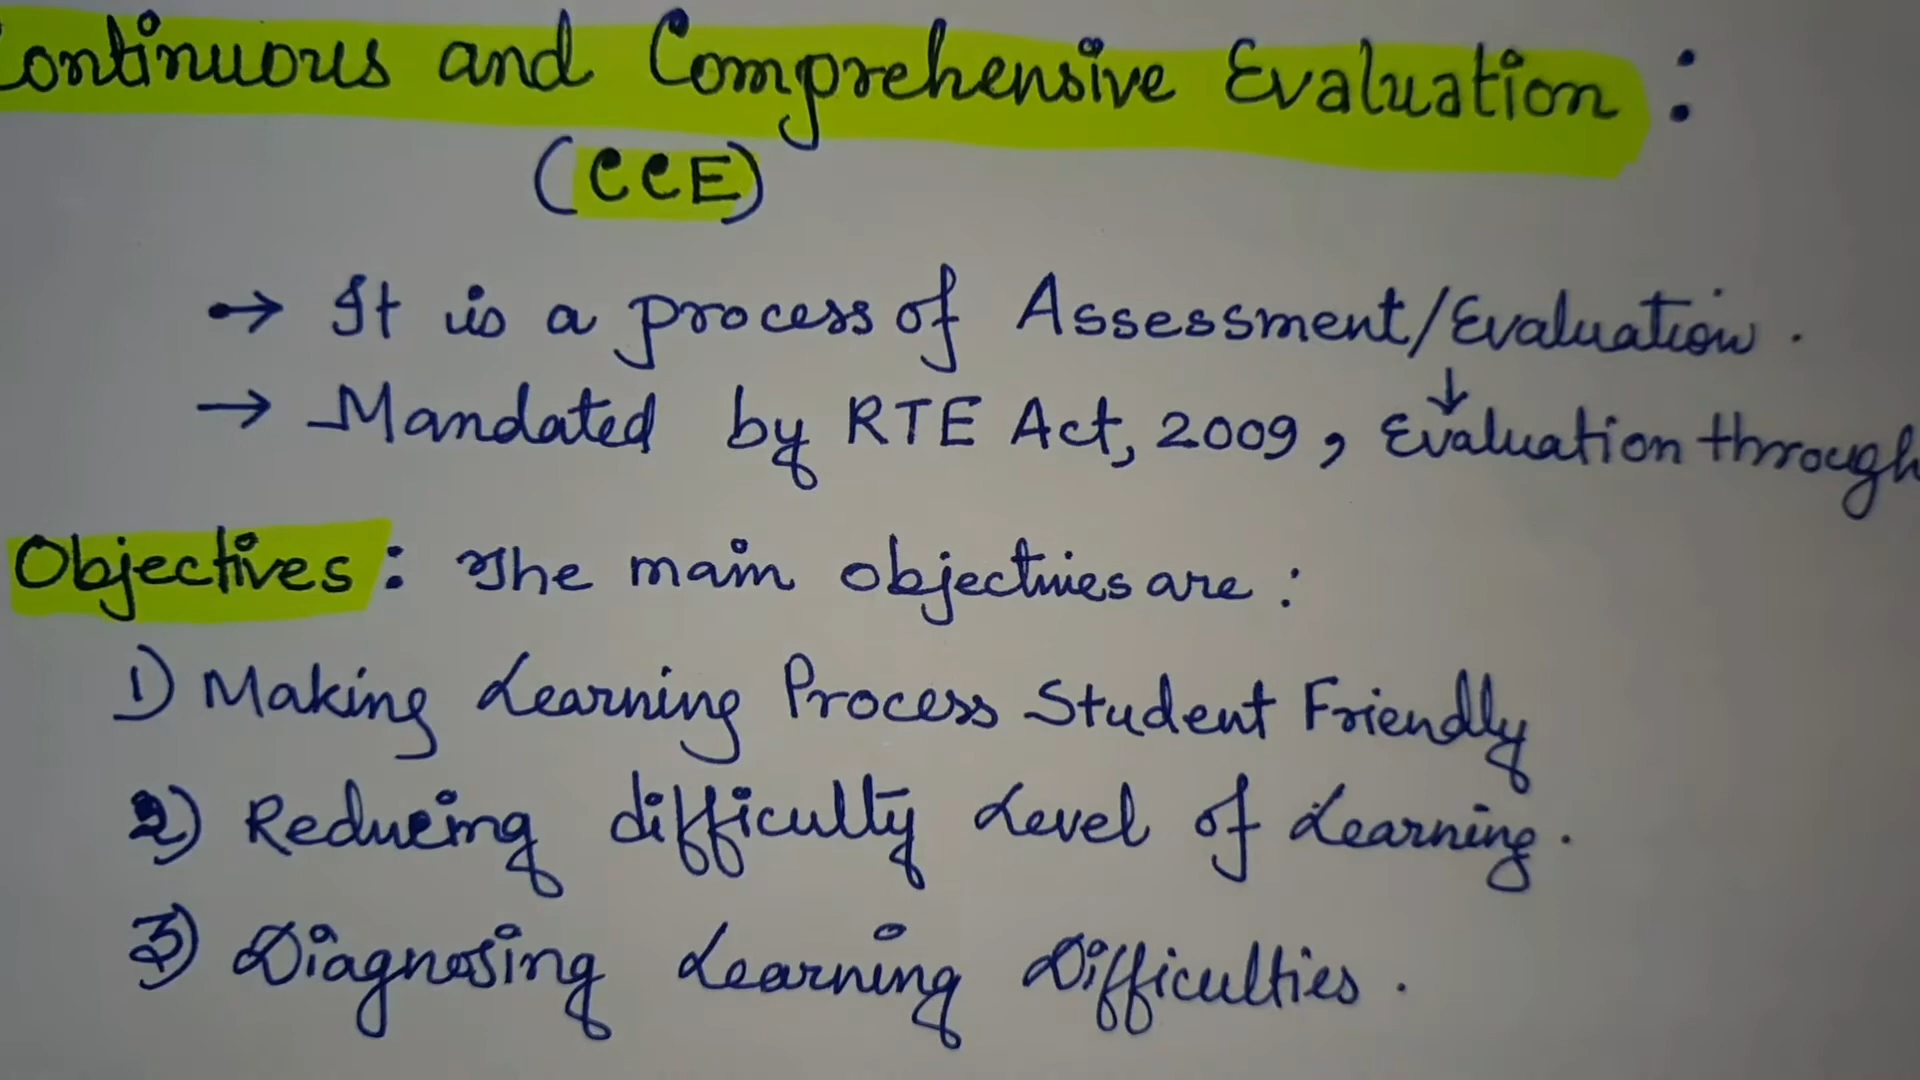 Continuous and Comprehensive Evaluation :
(CCE)
→ It is a process of Assessment/Evaluation.
→ Mandated by RTE Act, 2009, Evaluation through
↓
Objectives : The main objectives are :
1) Making Learning Process Student Friendly
2) Reducing difficulty Level of Learning.
3) Diagnosing Learning Difficulties.